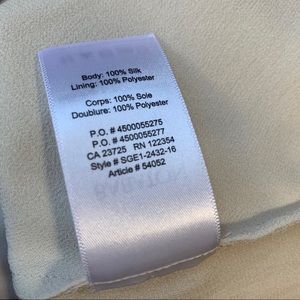 Body: 100% Silk
Lining: 100% Polyester
Corps: 100% Soie
Doublure: 100% Polyester
P.O. # 4500055275
P.O. # 4500055277
CA 23725 RN 122354
Style # SGE1-2432-16
Article # 54052